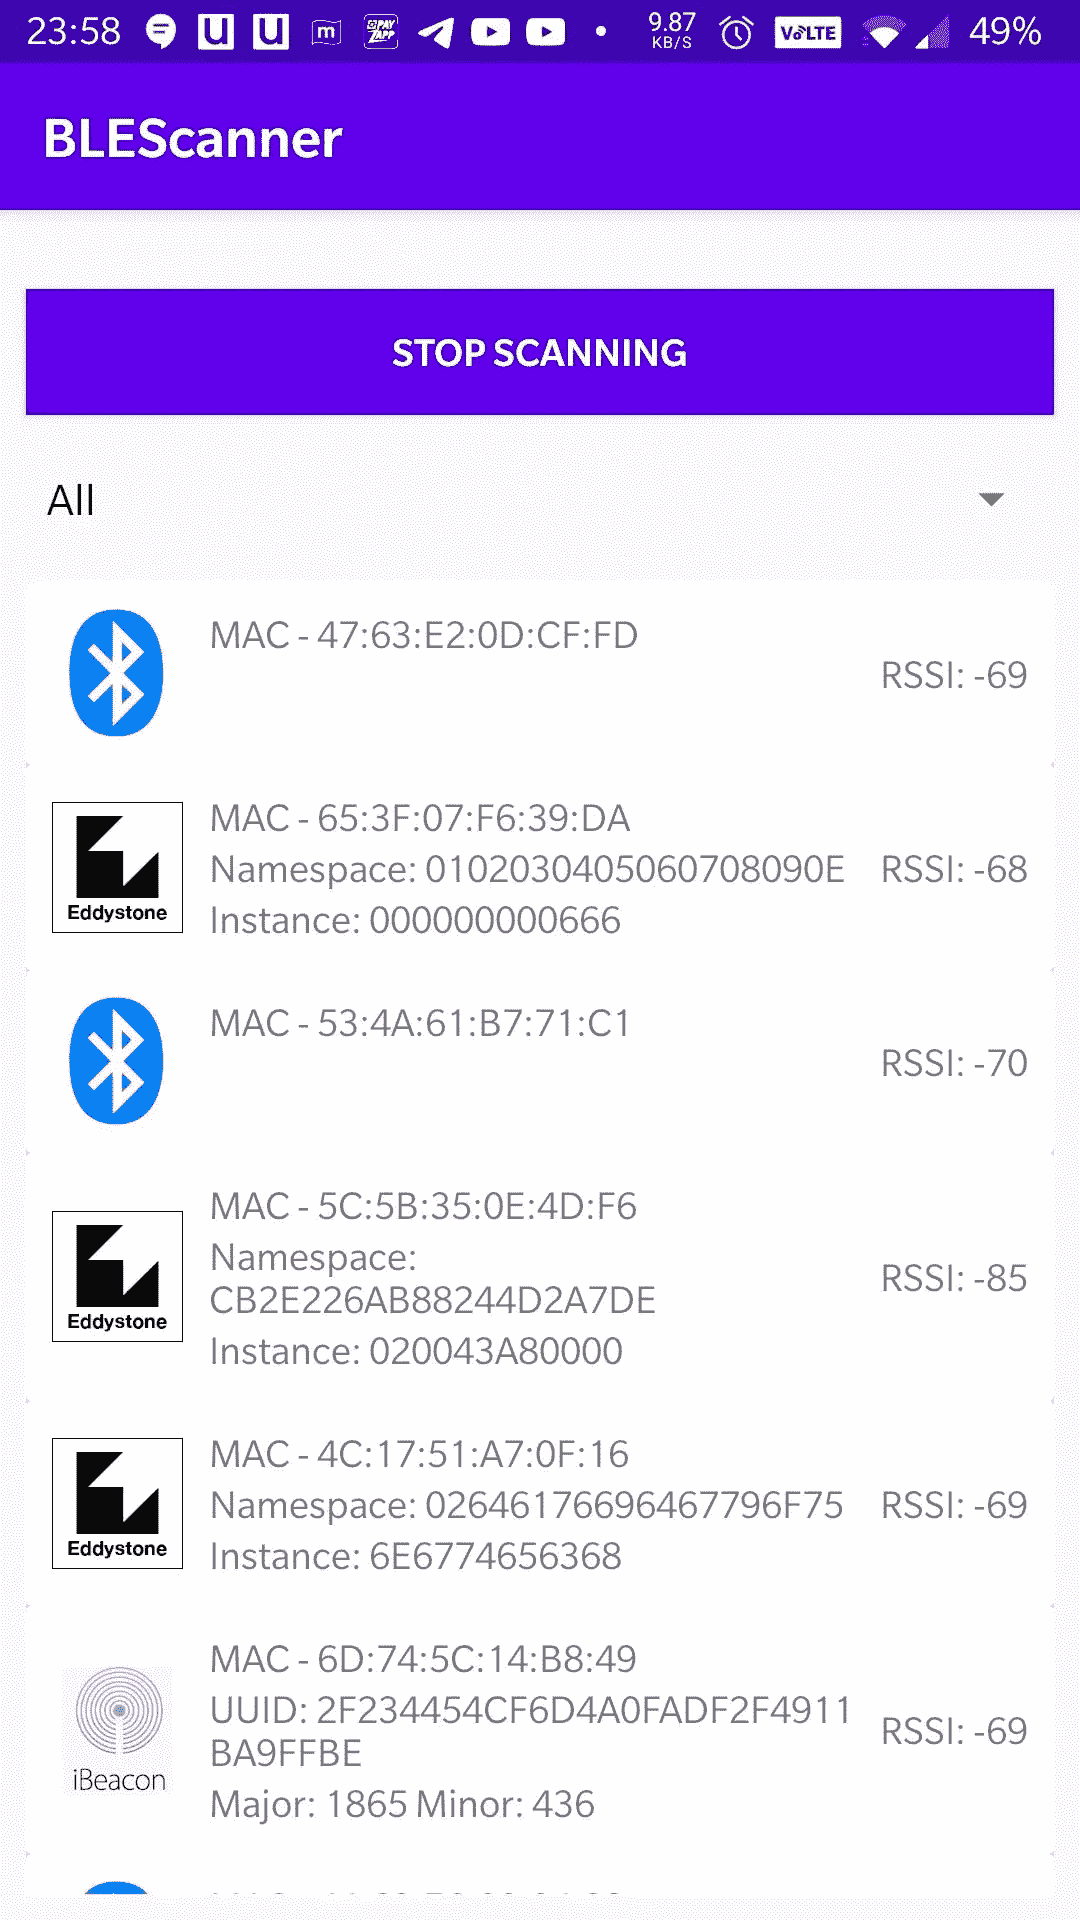 23:58
9.87
KB/S
VoLTE
49%
BLEScanner
STOP SCANNING
All
MAC - 47:63:E2:0D:CF:FD
RSSI: -69
MAC - 65:3F:07:F6:39:DA
Namespace: 0102030405060708090E
RSSI: -68
Instance: 000000000666
Eddystone
MAC - 53:4A:61:B7:71:C1
RSSI: -70
MAC - 5C:5B:35:0E:4D:F6
Namespace:
CB2E226AB88244D2A7DE
RSSI: -85
Instance: 020043A80000
Eddystone
MAC - 4C:17:51:A7:0F:16
Namespace: 02646176696467796F75
RSSI: -69
Instance: 6E6774656368
Eddystone
MAC - 6D:74:5C:14:B8:49
UUID: 2F234454CF6D4A0FADF2F4911
BA9FFBE
RSSI: -69
iBeacon
Major: 1865 Minor: 436